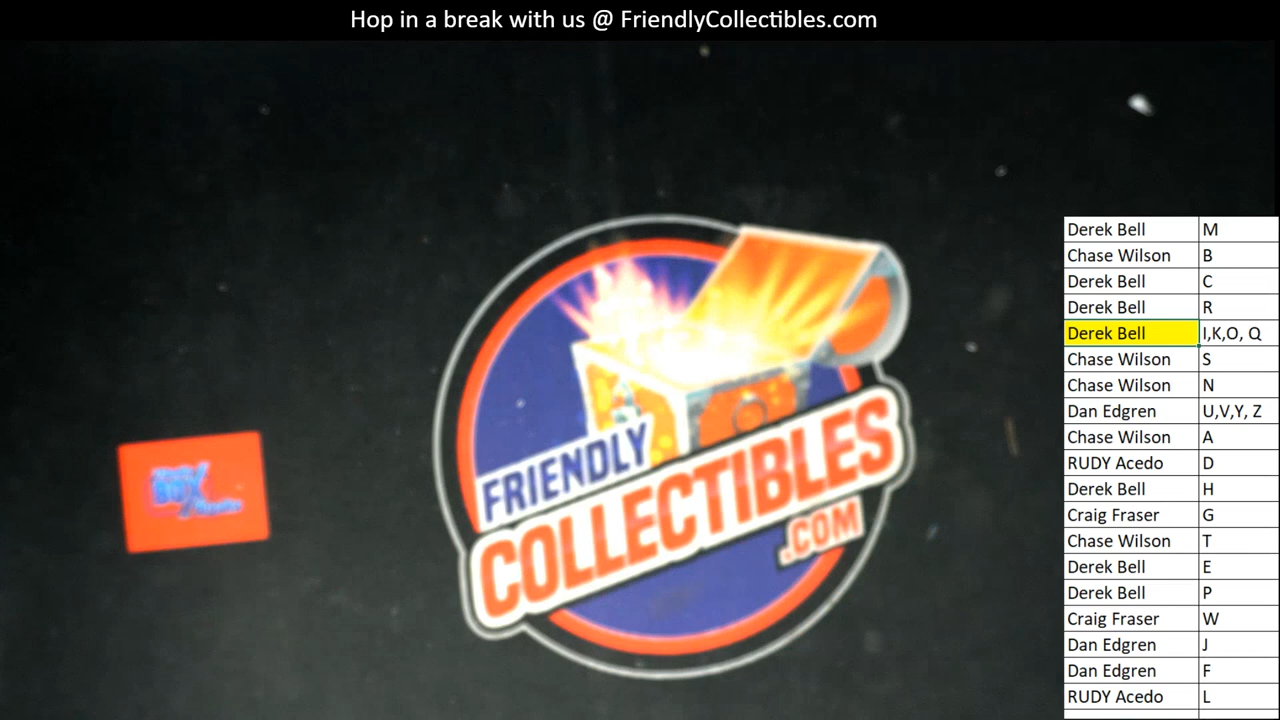 Hop in a break with us @ FriendlyCollectibles.com
FRIENDLY
COLLECTIBLES
.COM
Derek Bell M
Chase Wilson B
Derek Bell C
Derek Bell R
Derek Bell I,K,O, Q
Chase Wilson S
Chase Wilson N
Dan Edgren U,V,Y, Z
Chase Wilson A
RUDY Acedo D
Derek Bell H
Craig Fraser G
Chase Wilson T
Derek Bell E
Derek Bell P
Craig Fraser W
Dan Edgren J
Dan Edgren F
RUDY Acedo L